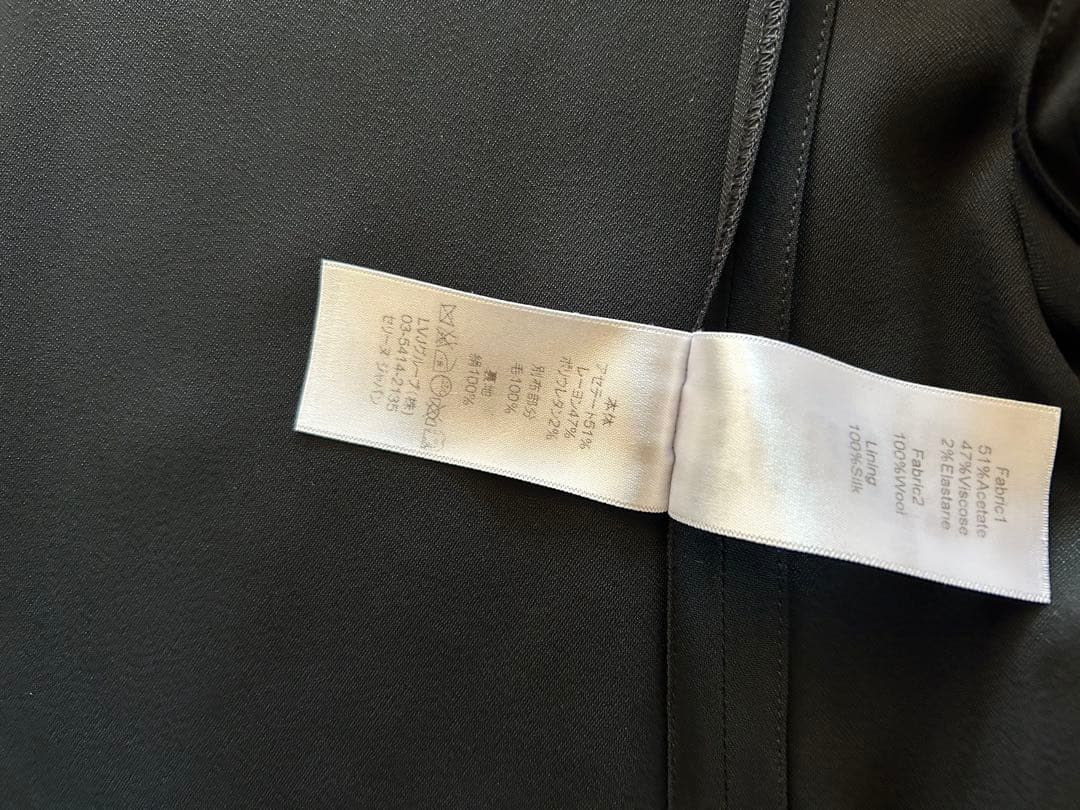 Fabric1
51%Acetate
47%Viscose
2%Elastane
Fabric2
100%Wool
Lining
100%Silk
本体
アセテート51%
レーヨン47%
ポリウレタン2%
別布部分
毛100%
裏地
絹100%
LVJグループ(株)
03-5414-2135
セリーヌ ジャパン